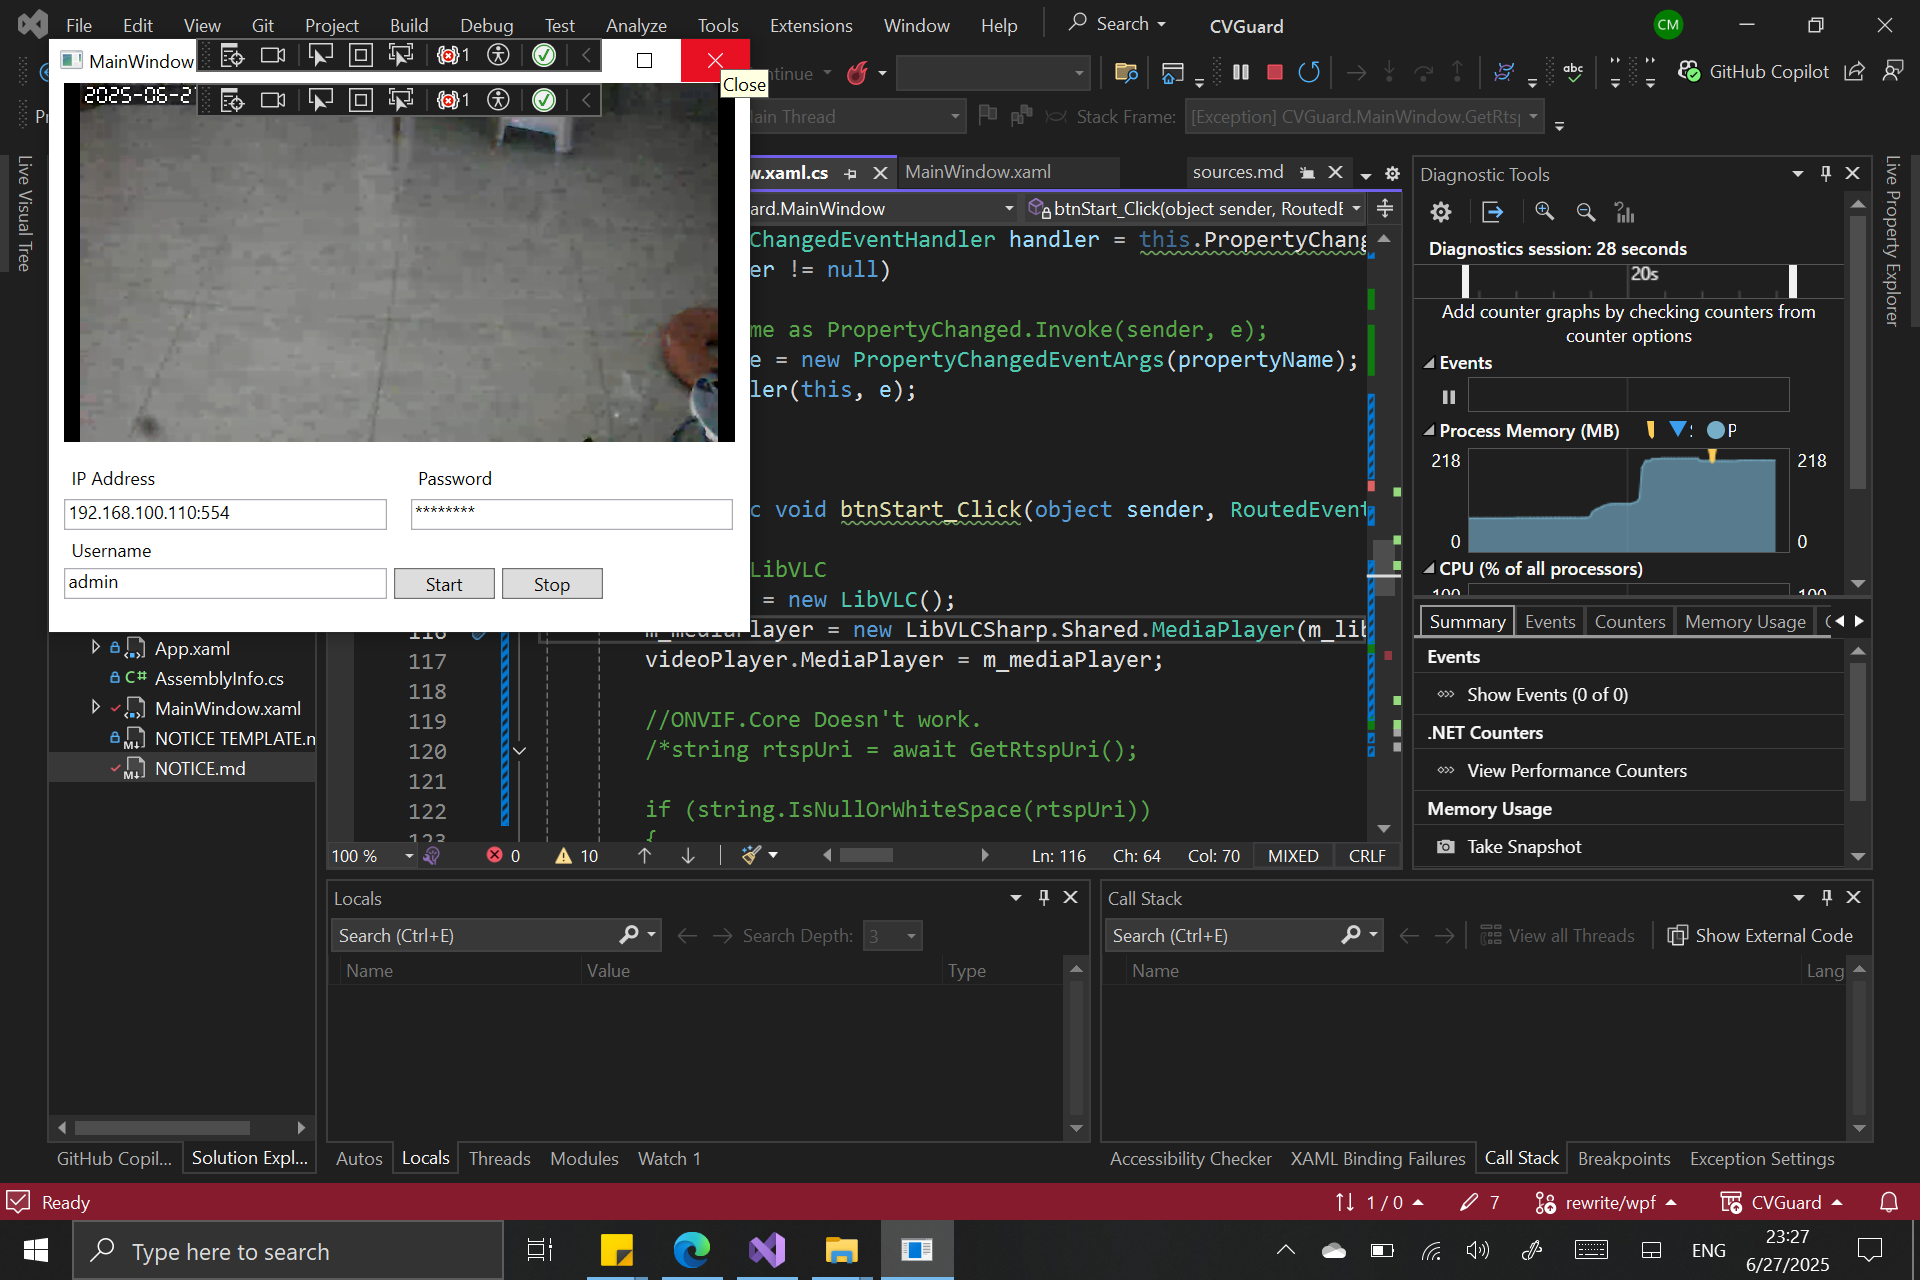 File Edit View Git Project Build Debug Test Analyze Tools Extensions Window Help Search CVGuard CM
MainWindow
1
Close
GitHub Copilot
2025-06-2
1
Thread
Stack Frame:
[Exception] CVGuard.MainWindow.GetRtsp
Live Visual Tree
w.xaml.cs
MainWindow.xaml
sources.md
Diagnostic Tools
Live Property Explorer
ard.MainWindow
btnStart_Click(object sender, RoutedE
ChangedEventHandler handler = this.PropertyChang
er != null)
me as PropertyChanged.Invoke(sender, e);
e = new PropertyChangedEventArgs(propertyName);
ler(this, e);
c void btnStart_Click(object sender, RoutedEvent
LibVLC
= new LibVLC();
m_mediaPlayer = new LibVLCSharp.Shared.MediaPlayer(m_lib
117 videoPlayer.MediaPlayer = m_mediaPlayer;
118
119 //ONVIF.Core Doesn't work.
120 /*string rtspUri = await GetRtspUri();
121
122 if (string.IsNullOrWhiteSpace(rtspUri))
123 {
IP Address
Password
192.168.100.110:554
********
Username
admin
Start
Stop
App.xaml
C# AssemblyInfo.cs
MainWindow.xaml
NOTICE TEMPLATE.n
NOTICE.md
100 %
0
10
Ln: 116 Ch: 64 Col: 70 MIXED CRLF
Diagnostics session: 28 seconds
20s
Add counter graphs by checking counters from
counter options
Events
Process Memory (MB)
P
218
218
0
0
CPU (% of all processors)
100
100
Summary Events Counters Memory Usage
Events
Show Events (0 of 0)
.NET Counters
View Performance Counters
Memory Usage
Take Snapshot
Locals
Search (Ctrl+E)
Search Depth: 3
Name Value Type
Call Stack
Search (Ctrl+E)
View all Threads
Show External Code
Name Lang
GitHub Copil... Solution Expl...
Autos Locals Threads Modules Watch 1
Accessibility Checker XAML Binding Failures Call Stack Breakpoints Exception Settings
Ready
1 / 0
7
rewrite/wpf
CVGuard
Type here to search
ENG
23:27
6/27/2025